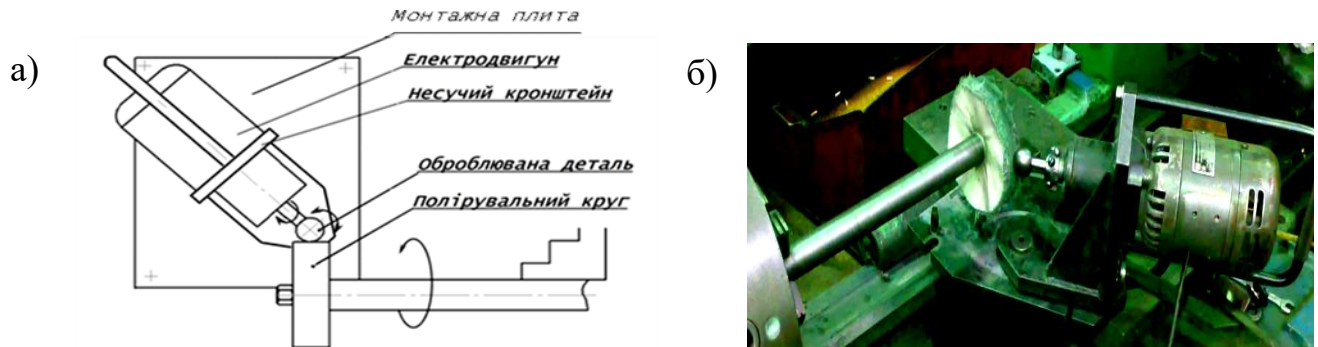 а)
Монтажна плита
Електродвигун
Несучий кронштейн
Оброблювана деталь
Полірувальний круг
б)